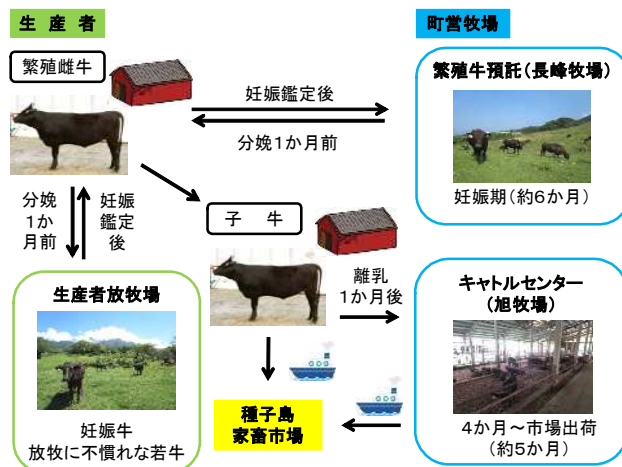 生 産 者
町営牧場
繁殖雌牛
妊娠鑑定後
分娩1か月前
繁殖牛預託(長峰牧場)
妊娠期(約6か月)
分娩
1か
月前
妊娠
鑑定
後
子　牛
離乳
1か月後
生産者放牧場
妊娠牛
放牧に不慣れな若牛
キャトルセンター
(旭牧場)
4か月～市場出荷
(約5か月)
種子島
家畜市場